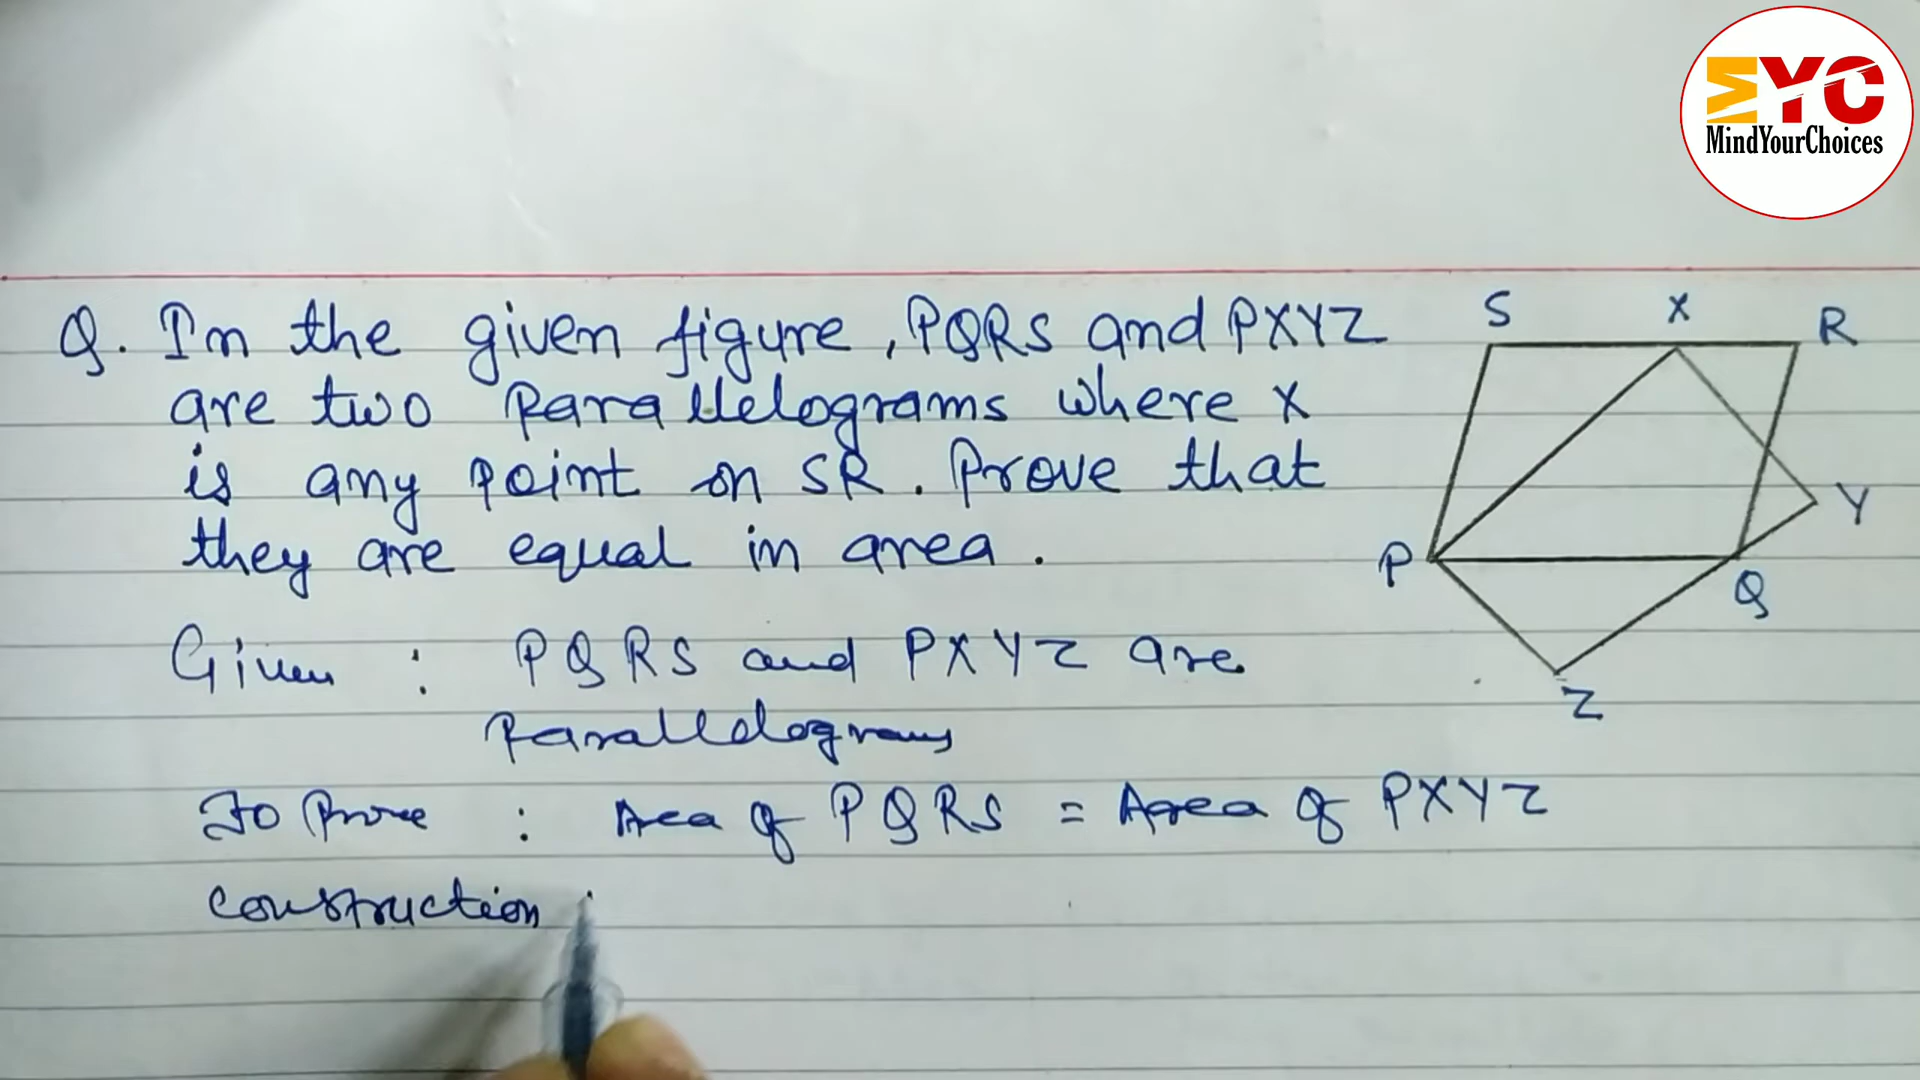 MYC
MindYourChoices
Q. In the given figure, PQRS and PXYZ
are two parallelograms where X
is any point on SR. Prove that
they are equal in area.
Given : PQRS and PXYZ are
parallelograms
To Prove : Area of PQRS = Area of PXYZ
Construction :
S X R
Y
P Q
Z